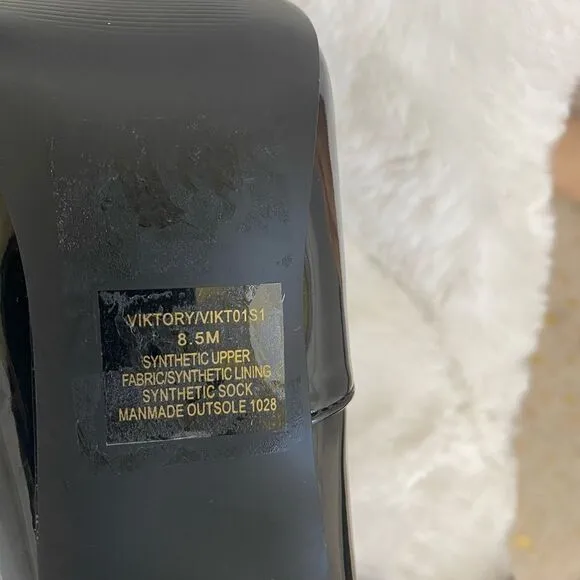 VIKTORY/VIKT01S1
8.5M
SYNTHETIC UPPER
FABRIC/SYNTHETIC LINING
SYNTHETIC SOCK
MANMADE OUTSOLE 1028